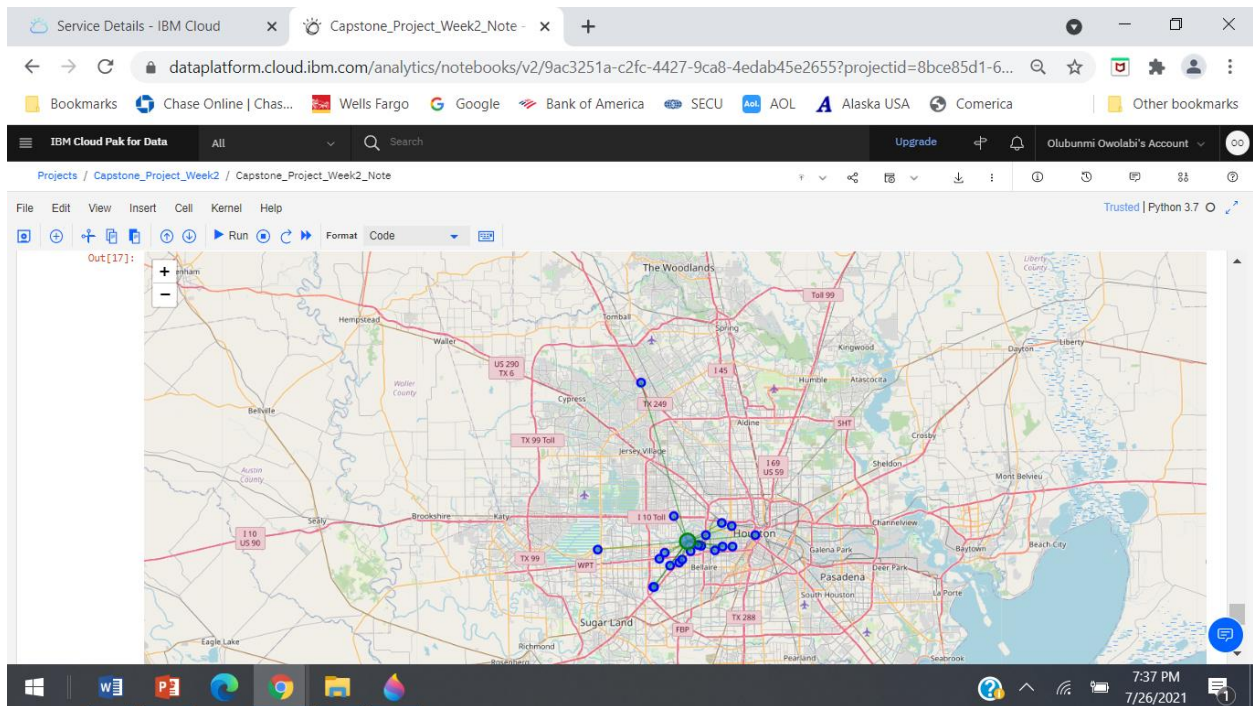 Service Details - IBM Cloud
Capstone_Project_Week2_Note -
dataplatform.cloud.ibm.com/analytics/notebooks/v2/9ac3251a-c2fc-4427-9ca8-4edab45e2655?projectid=8bce85d1-6...
Bookmarks Chase Online | Chas... Wells Fargo Google Bank of America SECU AOL Alaska USA Comerica Other bookmarks
IBM Cloud Pak for Data All Search Upgrade Olubunmi Owolabi's Account OO
Projects / Capstone_Project_Week2 / Capstone_Project_Week2_Note
File Edit View Insert Cell Kernel Help Trusted | Python 3.7
Run Format Code
Out[17]:
+
−
enham
The Woodlands
Liberty
County
Toll 99
Hempstead
Tomball
Spring
Waller
Kingwood
Dayton
Liberty
US 290
TX 6
I 45
Waller
County
Humble
Atascocita
Cypress
TX 249
Bellville
Aldine
SHT
Crosby
TX 99 Toll
Jersey Village
I 69
US 59
Sheldon
Austin
County
Mont Belvieu
Sealy
Brookshire
Katy
I 10 Toll
Channelview
Houston
I 10
US 90
Galena Park
Baytown
Beach City
TX 99
WPT
Bellaire
Deer Park
Pasadena
South Houston
La Porte
Sugar Land
TX 288
FBP
Eagle Lake
Richmond
Rosenberg
Pearland
Seabrook
7:37 PM
7/26/2021
1